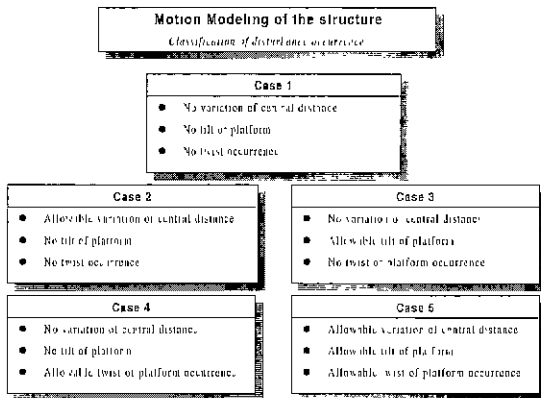 Motion Modeling of the structure
Classification of disturbance occurrence
Case 1
● No variation of central distance
● No tilt of platform
● No twist occurrence
Case 2
● Allowable variation of central distance
● No tilt of platform
● No twist occurrence
Case 3
● No variation of central distance
● Allowable tilt of platform
● No twist of platform occurrence
Case 4
● No variation of central distance
● No tilt of platform
● Allowable twist of platform occurrence
Case 5
● Allowable variation of central distance
● Allowable tilt of platform
● Allowable twist of platform occurrence